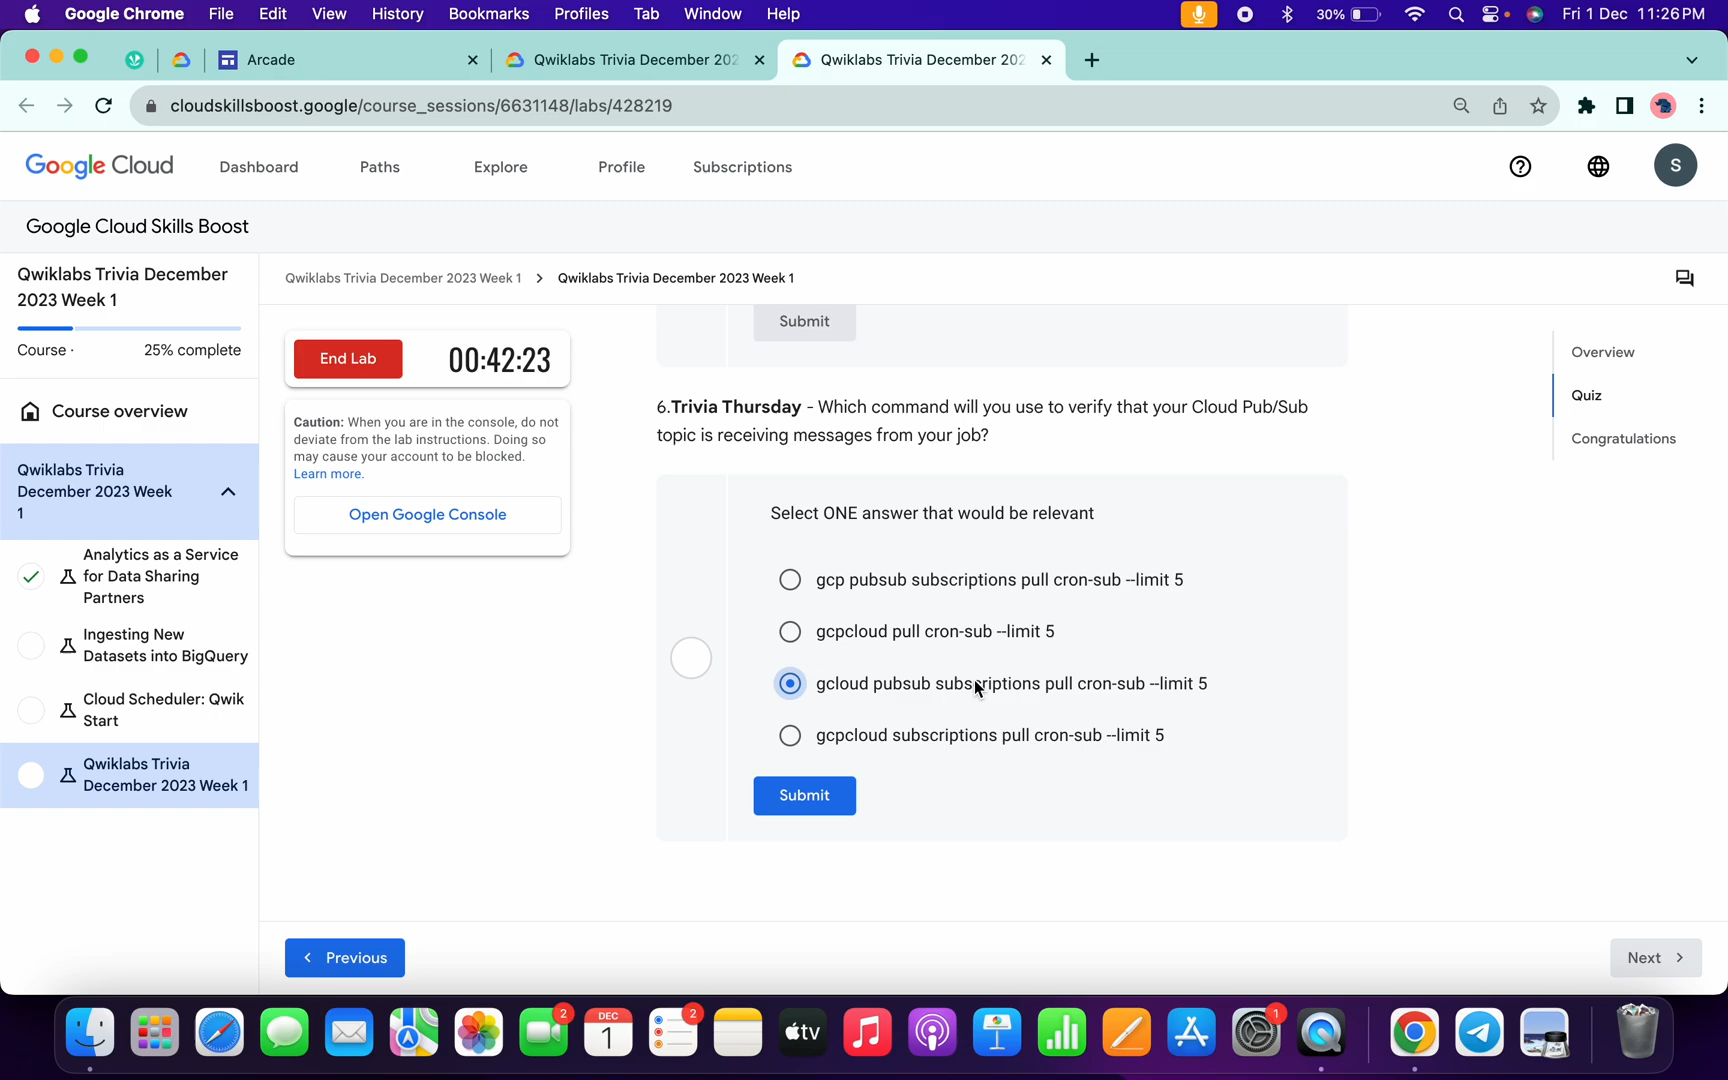 Google Chrome File Edit View History Bookmarks Profiles Tab Window Help 30% Fri 1 Dec 11:26 PM
Arcade
Qwiklabs Trivia December 202
Qwiklabs Trivia December 202
cloudskillsboost.google/course_sessions/6631148/labs/428219
Google Cloud Dashboard Paths Explore Profile Subscriptions S
Google Cloud Skills Boost
Qwiklabs Trivia December
2023 Week 1
Course · 25% complete
Course overview
Qwiklabs Trivia
December 2023 Week
1
Analytics as a Service
for Data Sharing
Partners
Ingesting New
Datasets into BigQuery
Cloud Scheduler: Qwik
Start
Qwiklabs Trivia
December 2023 Week 1
Qwiklabs Trivia December 2023 Week 1 > Qwiklabs Trivia December 2023 Week 1
End Lab 00:42:23
Caution: When you are in the console, do not
deviate from the lab instructions. Doing so
may cause your account to be blocked.
Learn more.
Open Google Console
Submit
6.Trivia Thursday - Which command will you use to verify that your Cloud Pub/Sub
topic is receiving messages from your job?
Select ONE answer that would be relevant
gcp pubsub subscriptions pull cron-sub --limit 5
gcpcloud pull cron-sub --limit 5
gcloud pubsub subscriptions pull cron-sub --limit 5
gcpcloud subscriptions pull cron-sub --limit 5
Submit
Overview
Quiz
Congratulations
Previous
Next
2
DEC
1
2
tv
1